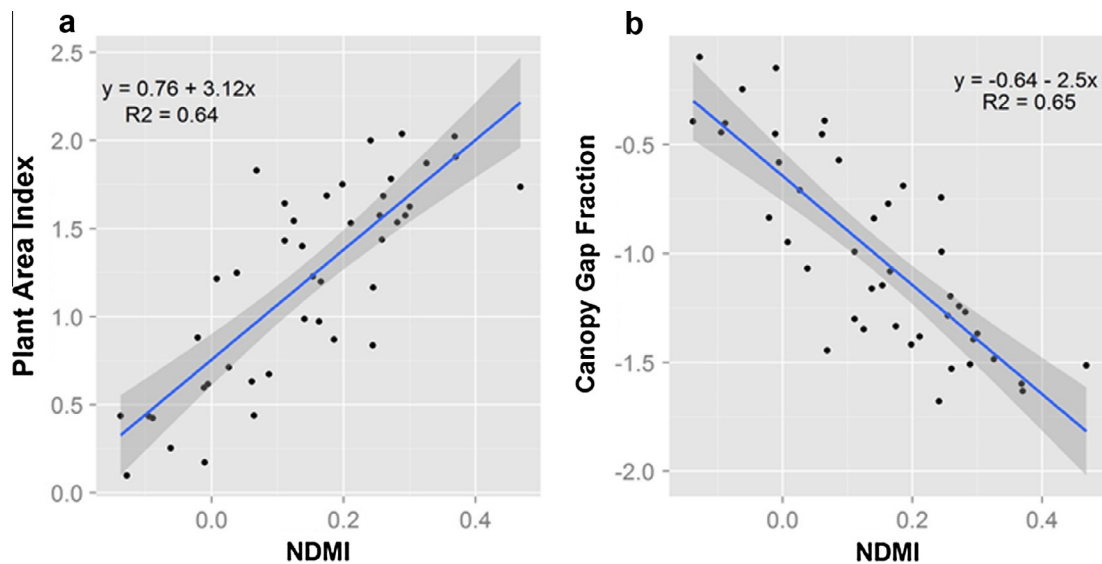 a
2.5
2.0
1.5
1.0
0.5
0.0
Plant Area Index
y = 0.76 + 3.12x
R2 = 0.64
0.0 0.2 0.4
NDMI
b
-0.5
-1.0
-1.5
-2.0
Canopy Gap Fraction
y = -0.64 - 2.5x
R2 = 0.65
0.0 0.2 0.4
NDMI